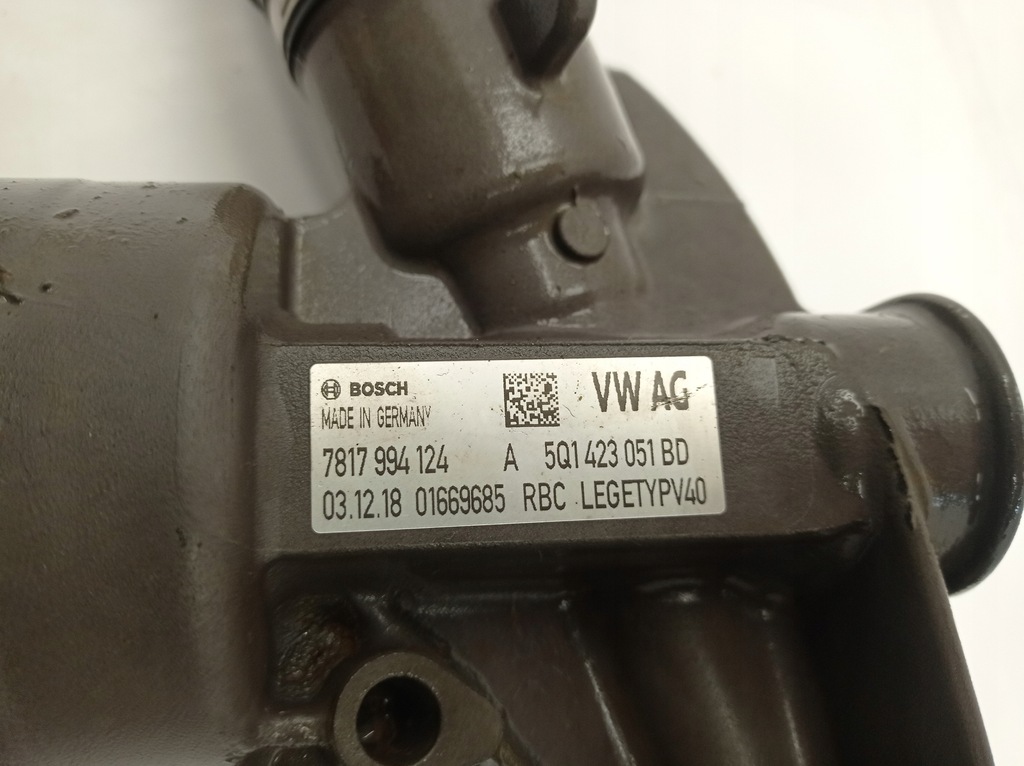 BOSCH VW AG
MADE IN GERMANY
7817 994 124 A 5Q1 423 051 BD
03.12.18 01669685 RBC LEGETYPV40